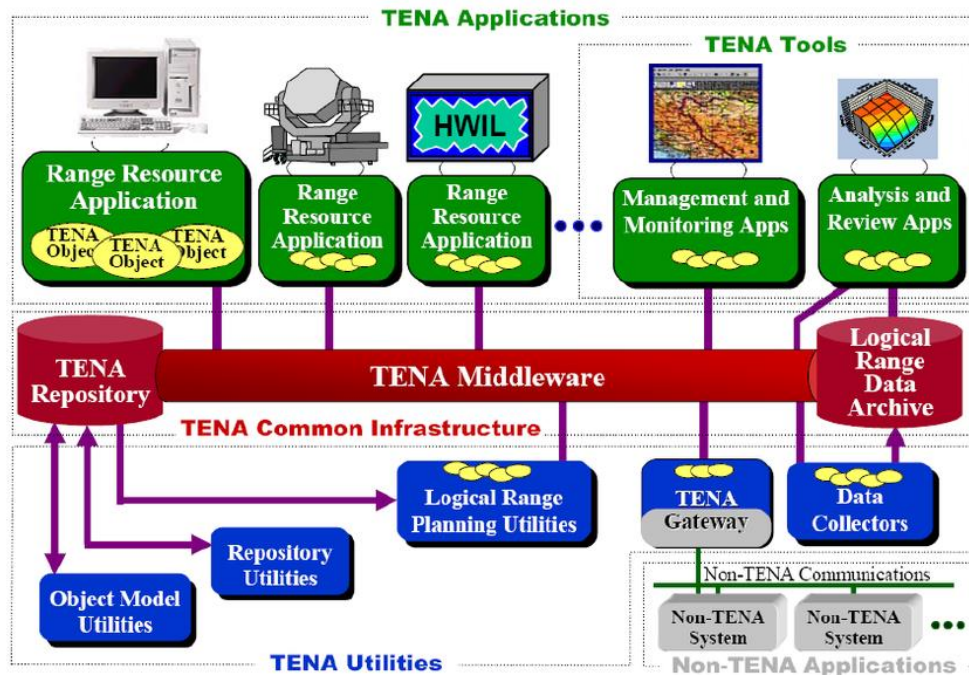 TENA Applications
TENA Tools
HWIL
Range Resource
Application
TENA
Object
TENA
Object
TENA
Object
Range
Resource
Application
Range
Resource
Application
Management and
Monitoring Apps
Analysis and
Review Apps
TENA
Repository
TENA Middleware
Logical
Range
Data
Archive
TENA Common Infrastructure
Logical Range
Planning Utilities
TENA
Gateway
Data
Collectors
Repository
Utilities
Object Model
Utilities
Non-TENA Communications
Non-TENA
System
Non-TENA
System
TENA Utilities
Non-TENA Applications